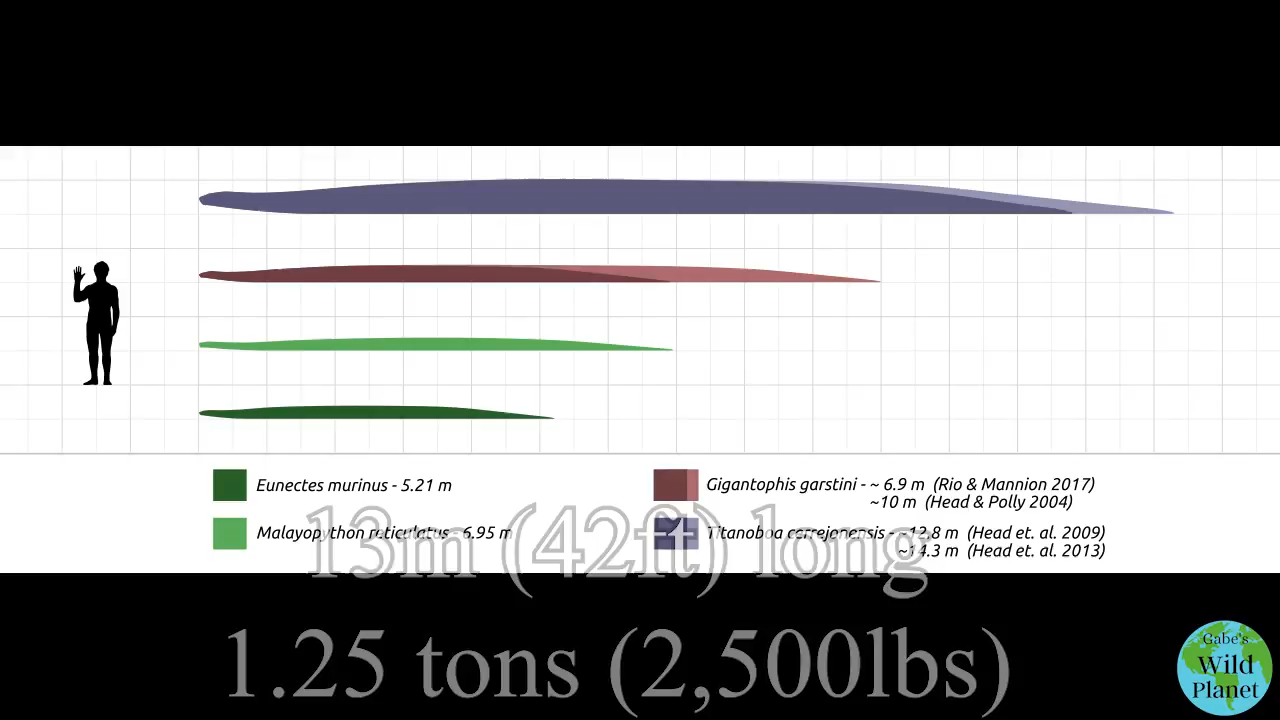 Eunectes murinus - 5.21 m
Malayopython reticulatus - 6.95 m
Gigantophis garstini - ~ 6.9 m (Rio & Mannion 2017)
~10 m (Head & Polly 2004)
Titanoboa cerrejonensis - ~12.8 m (Head et. al. 2009)
~14.3 m (Head et. al. 2013)
13m (42ft) long
1.25 tons (2,500lbs)
Gabe's
Wild
Planet